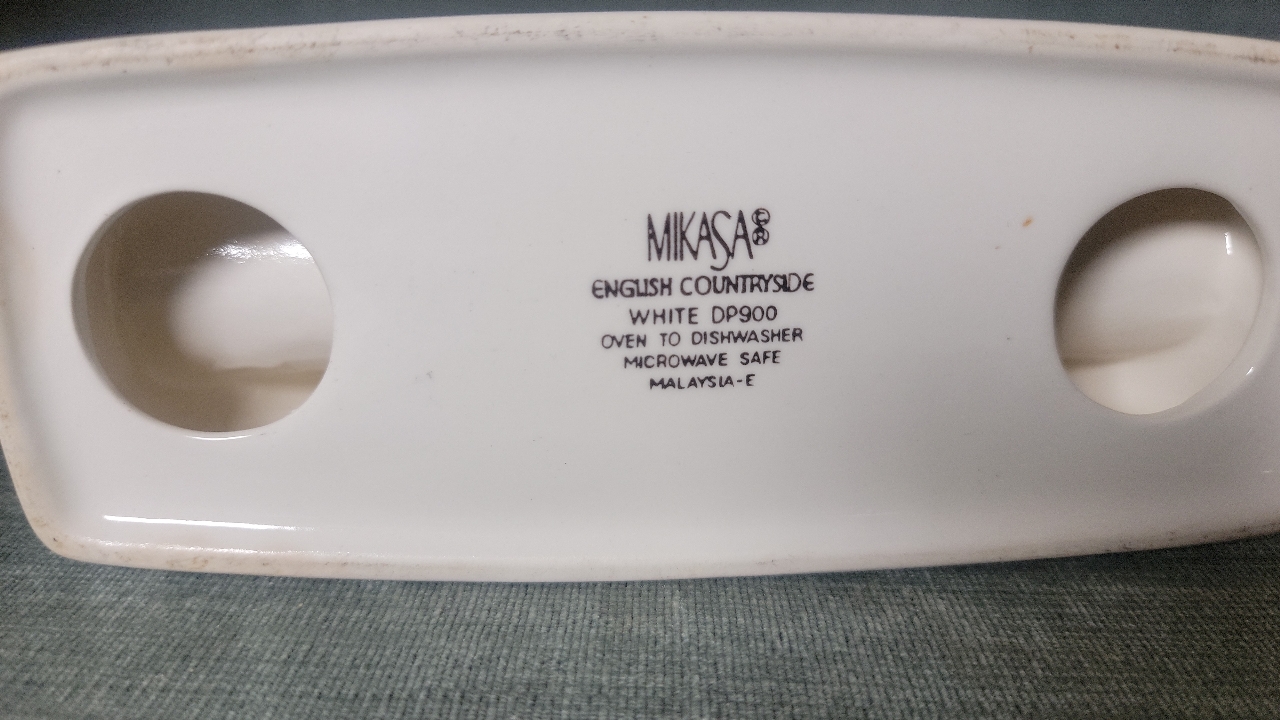 MIKASA
ENGLISH COUNTRYSIDE
WHITE DP900
OVEN TO DISHWASHER
MICROWAVE SAFE
MALAYSIA-E